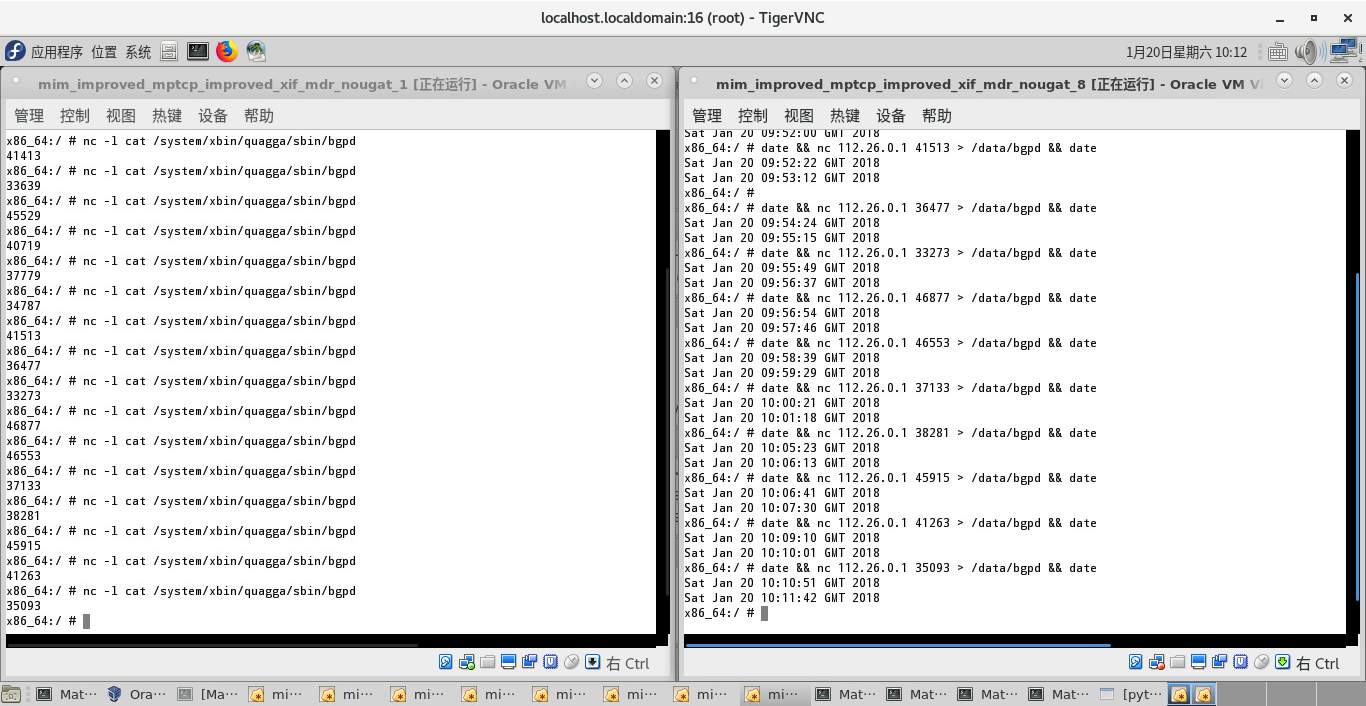 localhost.localdomain:16 (root) - TigerVNC
应用程序 位置 系统
1月20日星期六 10:12
mim_improved_mptcp_improved_xif_mdr_nougat_1 [正在运行] - Oracle VM
管理 控制 视图 热键 设备 帮助
x86_64:/ # nc -l cat /system/xbin/quagga/sbin/bgpd
41413
x86_64:/ # nc -l cat /system/xbin/quagga/sbin/bgpd
33639
x86_64:/ # nc -l cat /system/xbin/quagga/sbin/bgpd
45529
x86_64:/ # nc -l cat /system/xbin/quagga/sbin/bgpd
40719
x86_64:/ # nc -l cat /system/xbin/quagga/sbin/bgpd
37779
x86_64:/ # nc -l cat /system/xbin/quagga/sbin/bgpd
34787
x86_64:/ # nc -l cat /system/xbin/quagga/sbin/bgpd
41513
x86_64:/ # nc -l cat /system/xbin/quagga/sbin/bgpd
36477
x86_64:/ # nc -l cat /system/xbin/quagga/sbin/bgpd
33273
x86_64:/ # nc -l cat /system/xbin/quagga/sbin/bgpd
46877
x86_64:/ # nc -l cat /system/xbin/quagga/sbin/bgpd
46553
x86_64:/ # nc -l cat /system/xbin/quagga/sbin/bgpd
37133
x86_64:/ # nc -l cat /system/xbin/quagga/sbin/bgpd
38281
x86_64:/ # nc -l cat /system/xbin/quagga/sbin/bgpd
45915
x86_64:/ # nc -l cat /system/xbin/quagga/sbin/bgpd
41263
x86_64:/ # nc -l cat /system/xbin/quagga/sbin/bgpd
35093
x86_64:/ #
右 Ctrl
mim_improved_mptcp_improved_xif_mdr_nougat_8 [正在运行] - Oracle VM Vi
管理 控制 视图 热键 设备 帮助
Sat Jan 20 09:52:00 GMT 2018
x86_64:/ # date && nc 112.26.0.1 41513 > /data/bgpd && date
Sat Jan 20 09:52:22 GMT 2018
Sat Jan 20 09:53:12 GMT 2018
x86_64:/ #
x86_64:/ # date && nc 112.26.0.1 36477 > /data/bgpd && date
Sat Jan 20 09:54:24 GMT 2018
Sat Jan 20 09:55:15 GMT 2018
x86_64:/ # date && nc 112.26.0.1 33273 > /data/bgpd && date
Sat Jan 20 09:55:49 GMT 2018
Sat Jan 20 09:56:37 GMT 2018
x86_64:/ # date && nc 112.26.0.1 46877 > /data/bgpd && date
Sat Jan 20 09:56:54 GMT 2018
Sat Jan 20 09:57:46 GMT 2018
x86_64:/ # date && nc 112.26.0.1 46553 > /data/bgpd && date
Sat Jan 20 09:58:39 GMT 2018
Sat Jan 20 09:59:29 GMT 2018
x86_64:/ # date && nc 112.26.0.1 37133 > /data/bgpd && date
Sat Jan 20 10:00:21 GMT 2018
Sat Jan 20 10:01:18 GMT 2018
x86_64:/ # date && nc 112.26.0.1 38281 > /data/bgpd && date
Sat Jan 20 10:05:23 GMT 2018
Sat Jan 20 10:06:13 GMT 2018
x86_64:/ # date && nc 112.26.0.1 45915 > /data/bgpd && date
Sat Jan 20 10:06:41 GMT 2018
Sat Jan 20 10:07:30 GMT 2018
x86_64:/ # date && nc 112.26.0.1 41263 > /data/bgpd && date
Sat Jan 20 10:09:10 GMT 2018
Sat Jan 20 10:10:01 GMT 2018
x86_64:/ # date && nc 112.26.0.1 35093 > /data/bgpd && date
Sat Jan 20 10:10:51 GMT 2018
Sat Jan 20 10:11:42 GMT 2018
x86_64:/ #
右 Ctrl
Mat··· Ora··· [Ma··· mi··· mi··· mi··· mi··· mi··· mi··· mi··· mi··· Mat··· Mat··· Mat··· Mat··· [pyt···